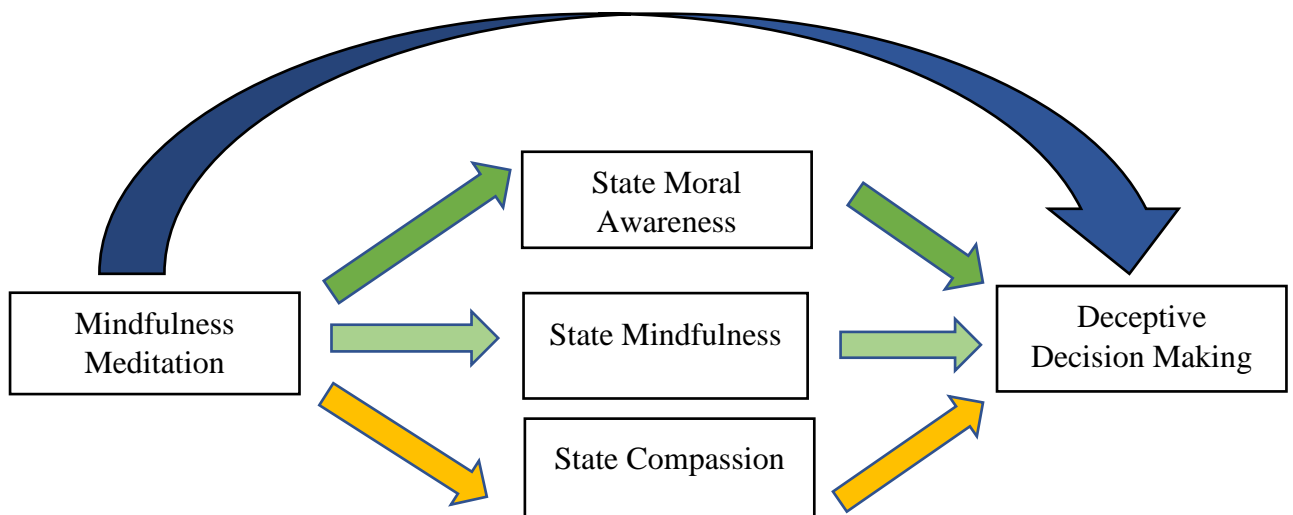 State Moral
Awareness
Mindfulness
Meditation
State Mindfulness
Deceptive
Decision Making
State Compassion